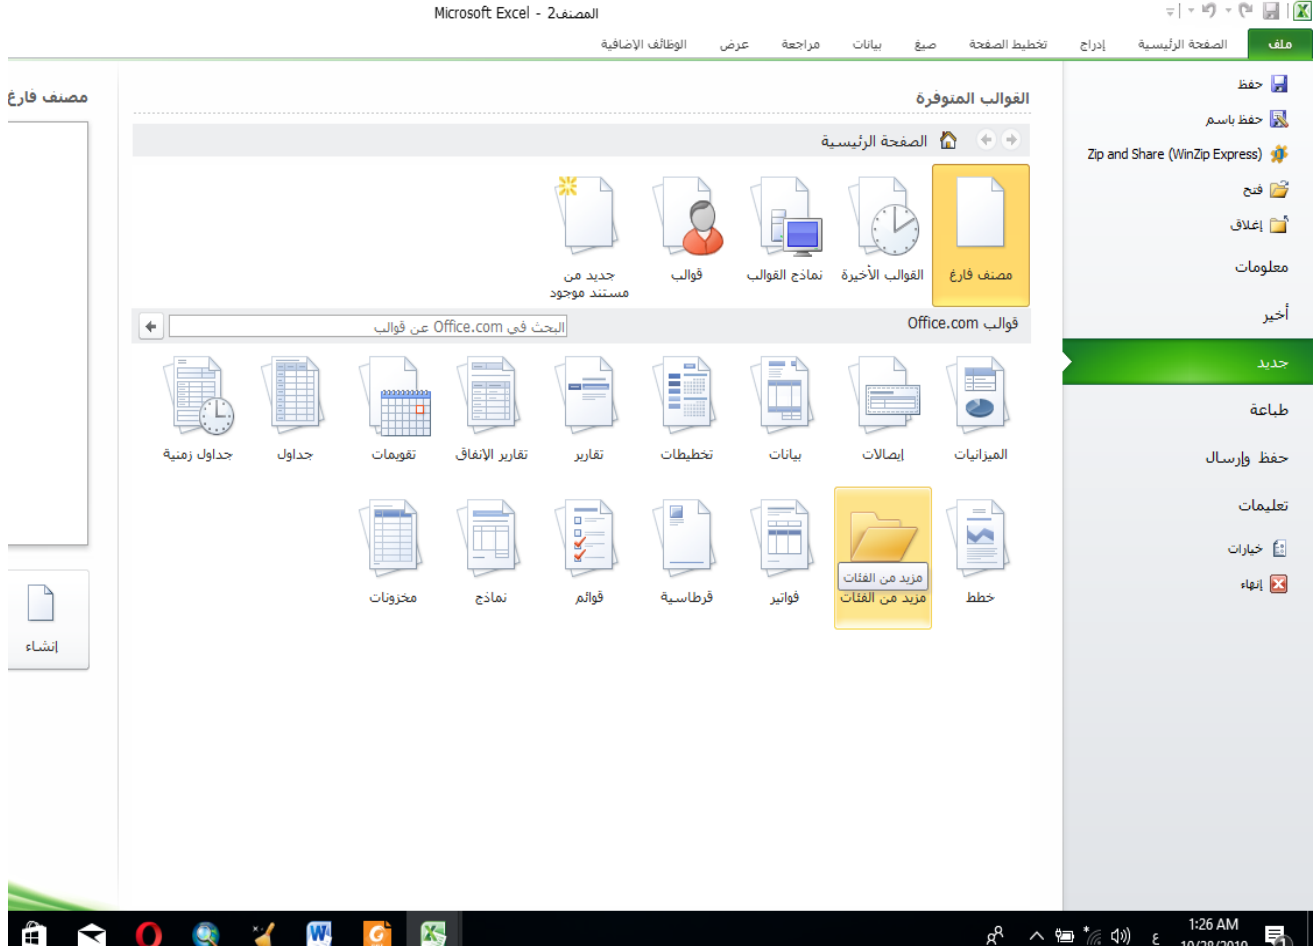 المصنف2 - Microsoft Excel
ملف
الصفحة الرئيسية
إدراج
تخطيط الصفحة
صيغ
بيانات
مراجعة
عرض
الوظائف الإضافية
حفظ
حفظ باسم
Zip and Share (WinZip Express)
فتح
إغلاق
معلومات
أخير
جديد
طباعة
حفظ وإرسال
تعليمات
خيارات
إنهاء
القوالب المتوفرة
الصفحة الرئيسية
مصنف فارغ
القوالب الأخيرة
نماذج القوالب
قوالب
جديد من
مستند موجود
قوالب Office.com
البحث في Office.com عن قوالب
الميزانيات
إيصالات
بيانات
تخطيطات
تقارير
تقارير الإنفاق
تقويمات
جداول
جداول زمنية
خطط
مزيد من الفئات
مزيد من الفئات
فواتير
قرطاسية
قوائم
نماذج
مخزونات
مصنف فارغ
إنشاء
ع
1:26 AM
10/28/2019